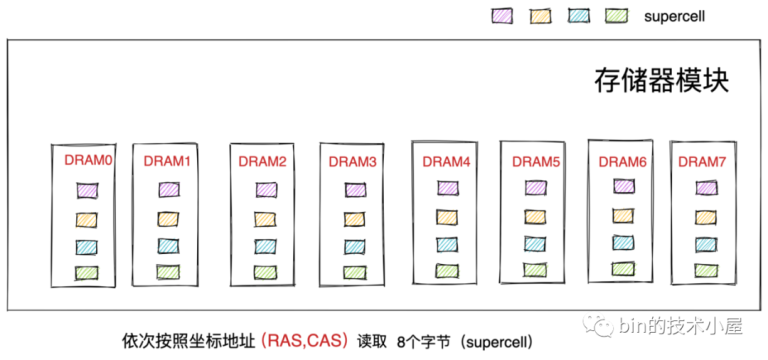 supercell
存储器模块
DRAM0 DRAM1 DRAM2 DRAM3 DRAM4 DRAM5 DRAM6 DRAM7
依次按照坐标地址(RAS,CAS) 读取 8个字节（supercell）
bin的技术小屋